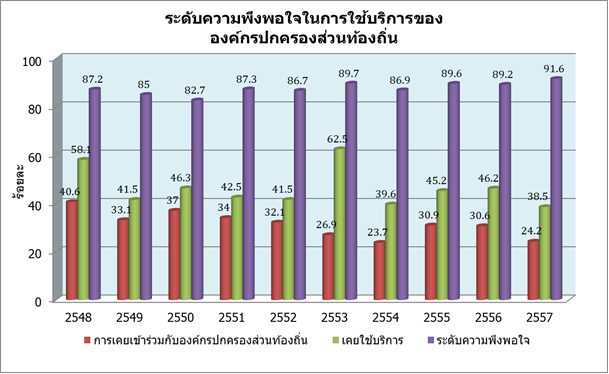 ระดับความพึงพอใจในการใช้บริการของ
องค์กรปกครองส่วนท้องถิ่น
ร้อยละ
100
80
60
40
20
0
87.2 85 82.7 87.3 86.7 89.7 86.9 89.6 89.2 91.6
58.1 41.5 46.3 42.5 41.5 62.5 39.6 45.2 46.2 38.5
40.6 33.1 37 34 32.1 26.9 23.7 30.9 30.6 24.2
2548 2549 2550 2551 2552 2553 2554 2555 2556 2557
การเคยเข้าร่วมกับองค์กรปกครองส่วนท้องถิ่น เคยใช้บริการ ระดับความพึงพอใจ